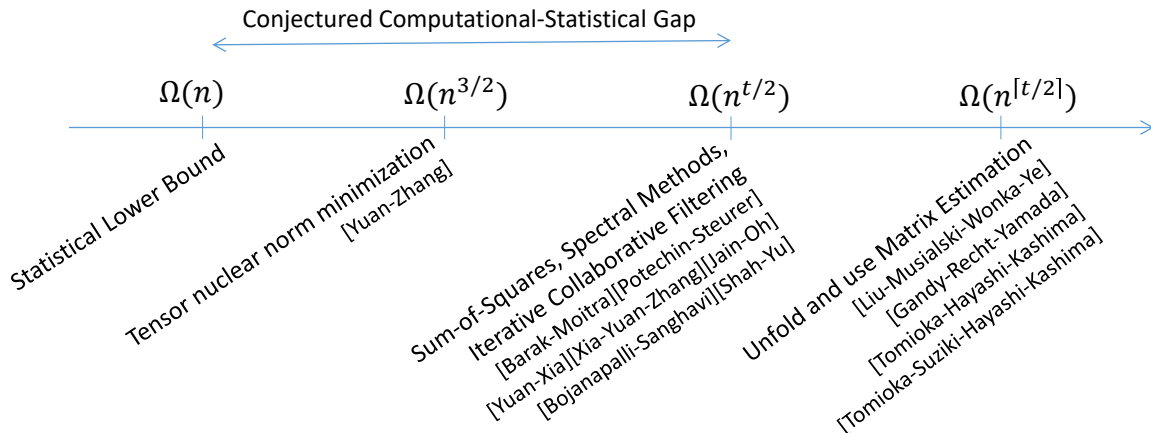 Conjectured Computational-Statistical Gap
Ω(n)
Ω(n^{3/2})
Ω(n^{t/2})
Ω(n^{⌈t/2⌉})
Statistical Lower Bound
Tensor nuclear norm minimization
[Yuan-Zhang]
Sum-of-Squares, Spectral Methods,
Iterative Collaborative Filtering
[Barak-Moitra][Potechin-Steurer]
[Yuan-Xia][Xia-Yuan-Zhang][Jain-Oh]
[Bojanapalli-Sanghavi][Shah-Yu]
Unfold and use Matrix Estimation
[Liu-Musialski-Wonka-Ye]
[Gandy-Recht-Yamada]
[Tomioka-Hayashi-Kashima]
[Tomioka-Suziki-Hayashi-Kashima]